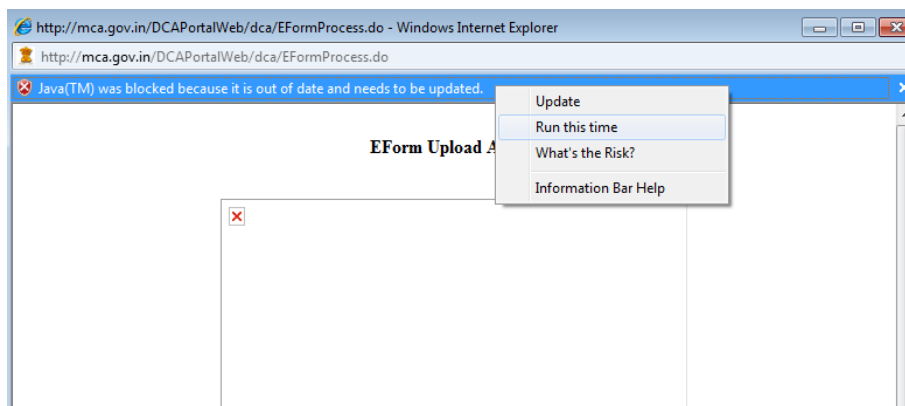 http://mca.gov.in/DCAPortalWeb/dca/EFormProcess.do - Windows Internet Explorer
http://mca.gov.in/DCAPortalWeb/dca/EFormProcess.do
Java(TM) was blocked because it is out of date and needs to be updated.
Update
Run this time
EForm Upload A
What's the Risk?
Information Bar Help